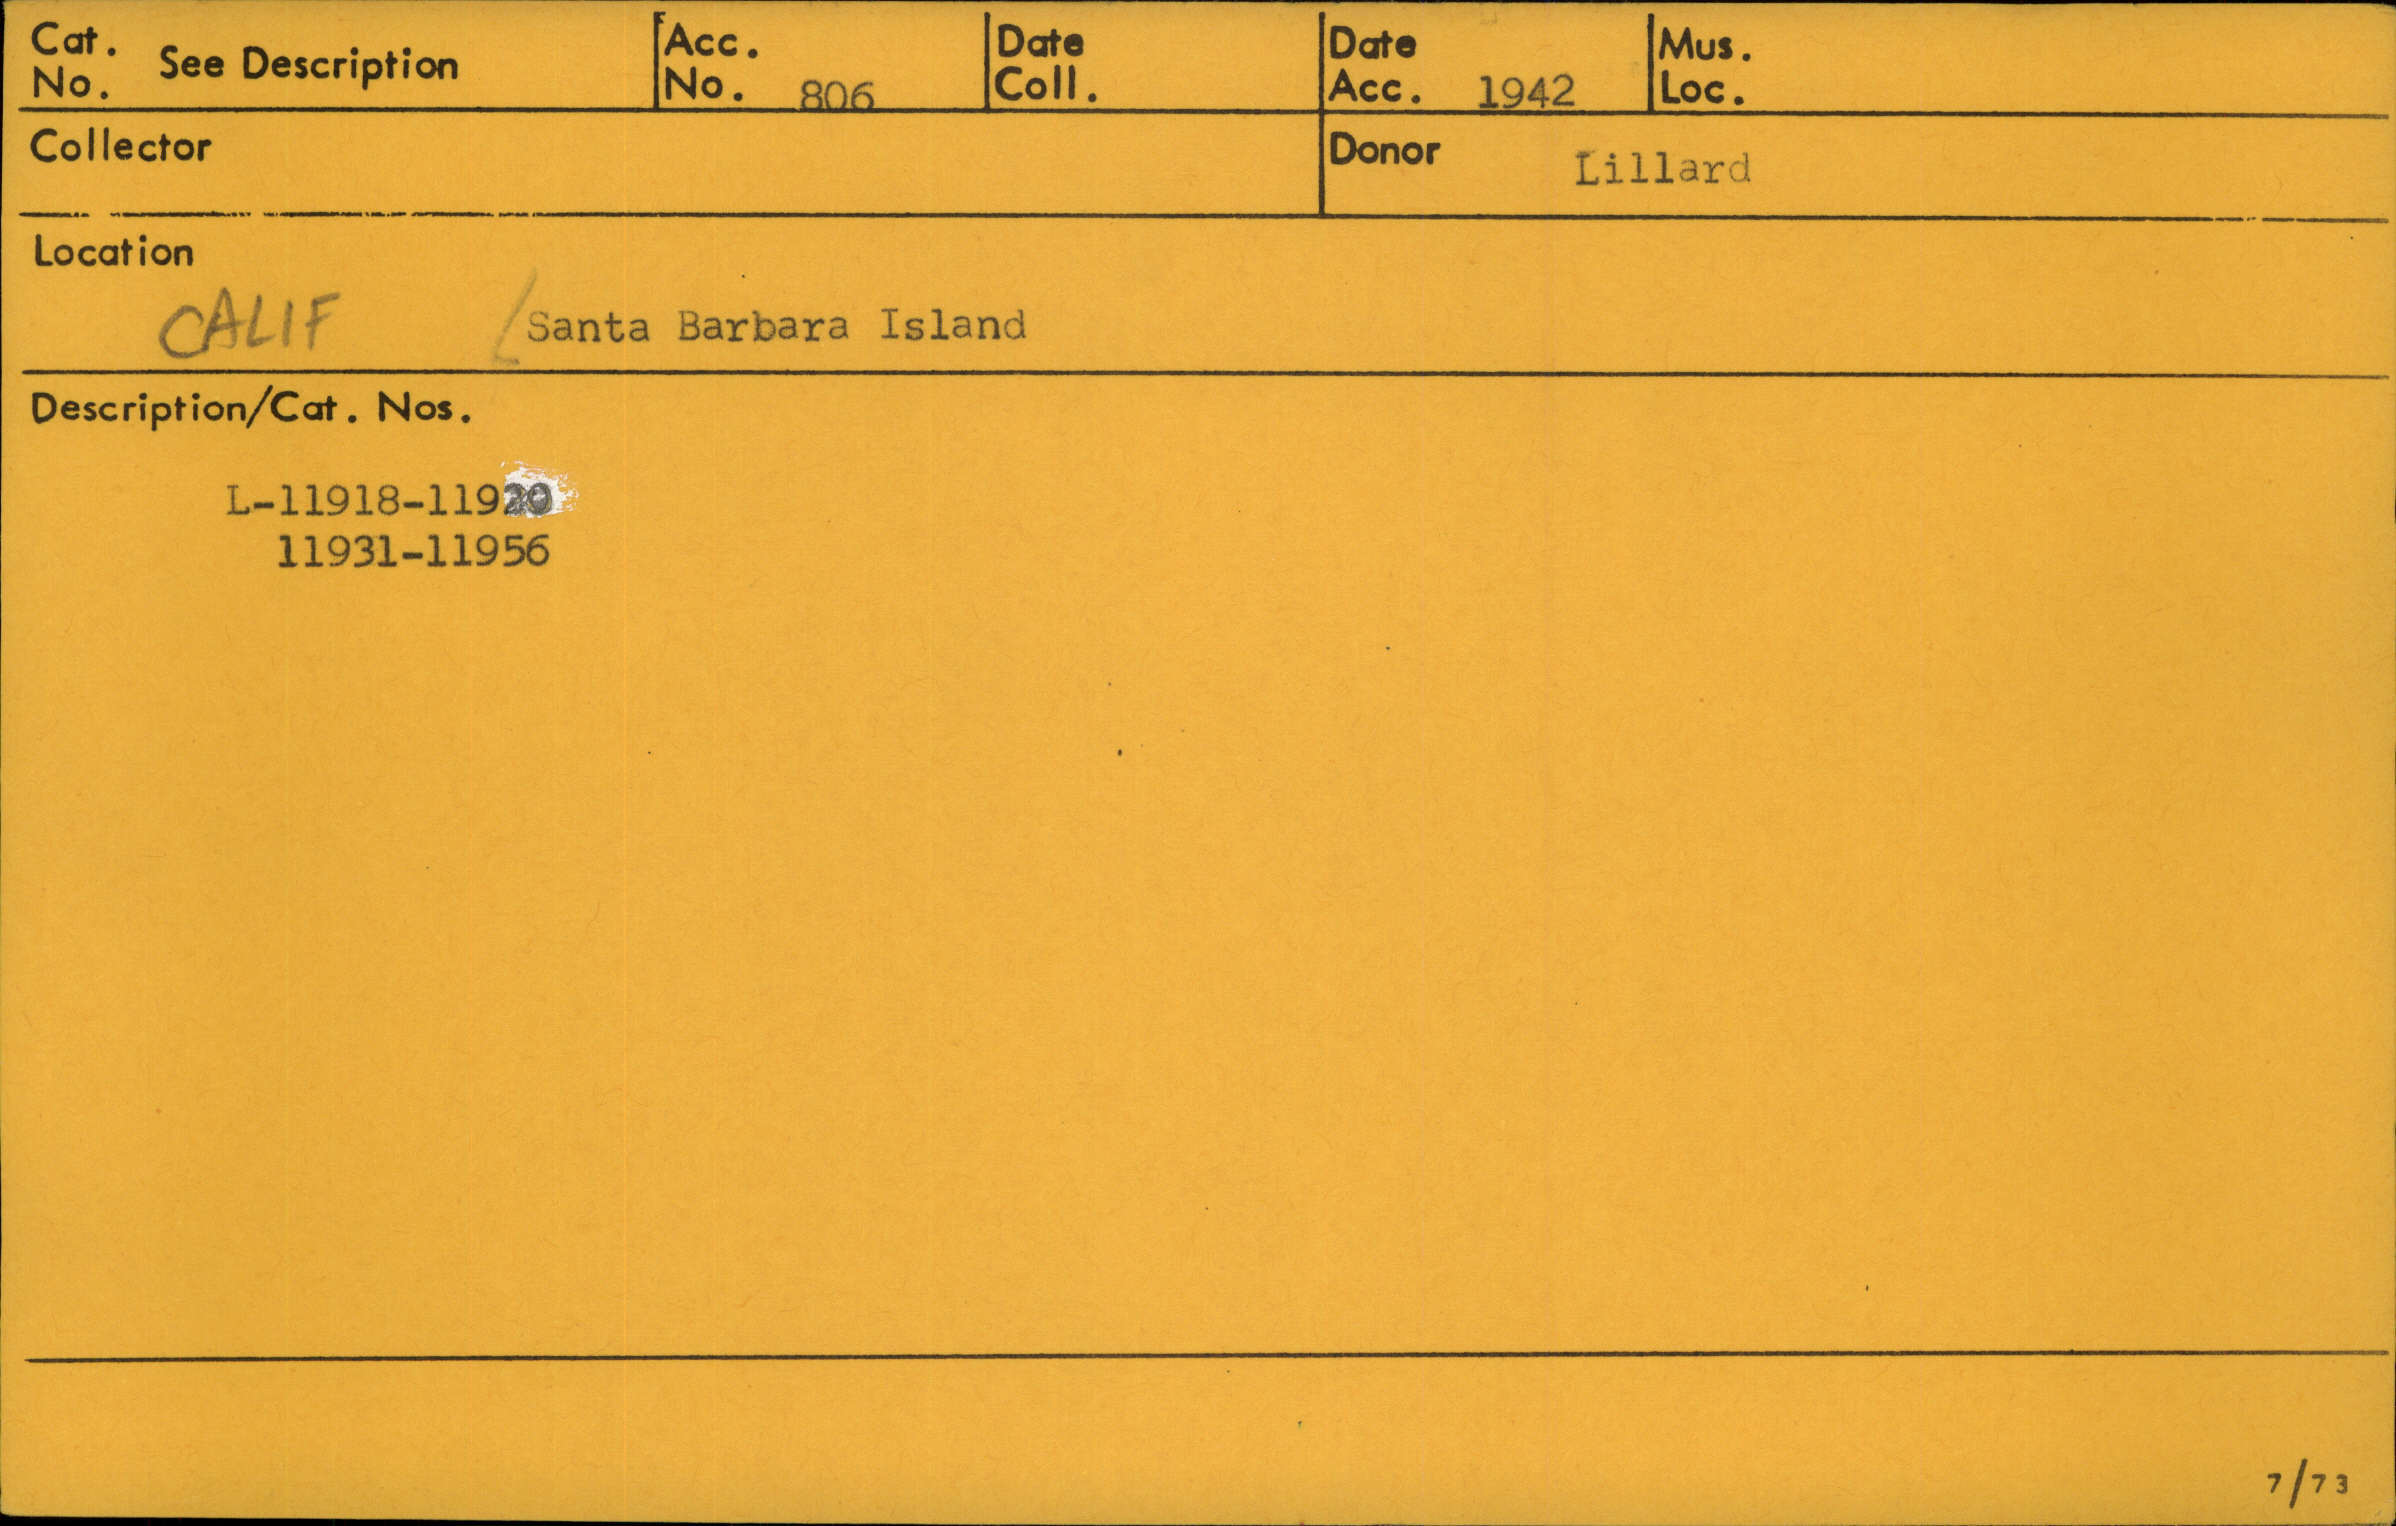 Cat. No. See Description
Acc. No. 806
Date Coll.
Date Acc. 1942
Mus. Loc.
Collector
Donor Lillard
Location
CALIF Santa Barbara Island
Description/Cat. Nos.
L-11918-11920
11931-11956
7/73